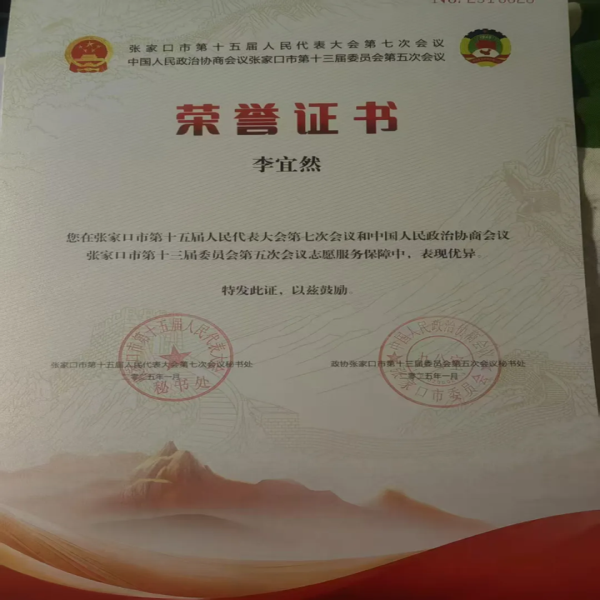 张家口市第十五届人民代表大会第七次会议
中国人民政治协商会议张家口市第十三届委员会第五次会议
荣誉证书
李宜然
您在张家口市第十五届人民代表大会第七次会议和中国人民政治协商会议
张家口市第十三届委员会第五次会议志愿服务保障中，表现优异。
特发此证，以兹鼓励。
张家口市第十五届人民代表大会第七次会议秘书处
二〇二五年一月
秘书处
政协张家口市第十三届委员会第五次会议秘书处
二〇二五年一月